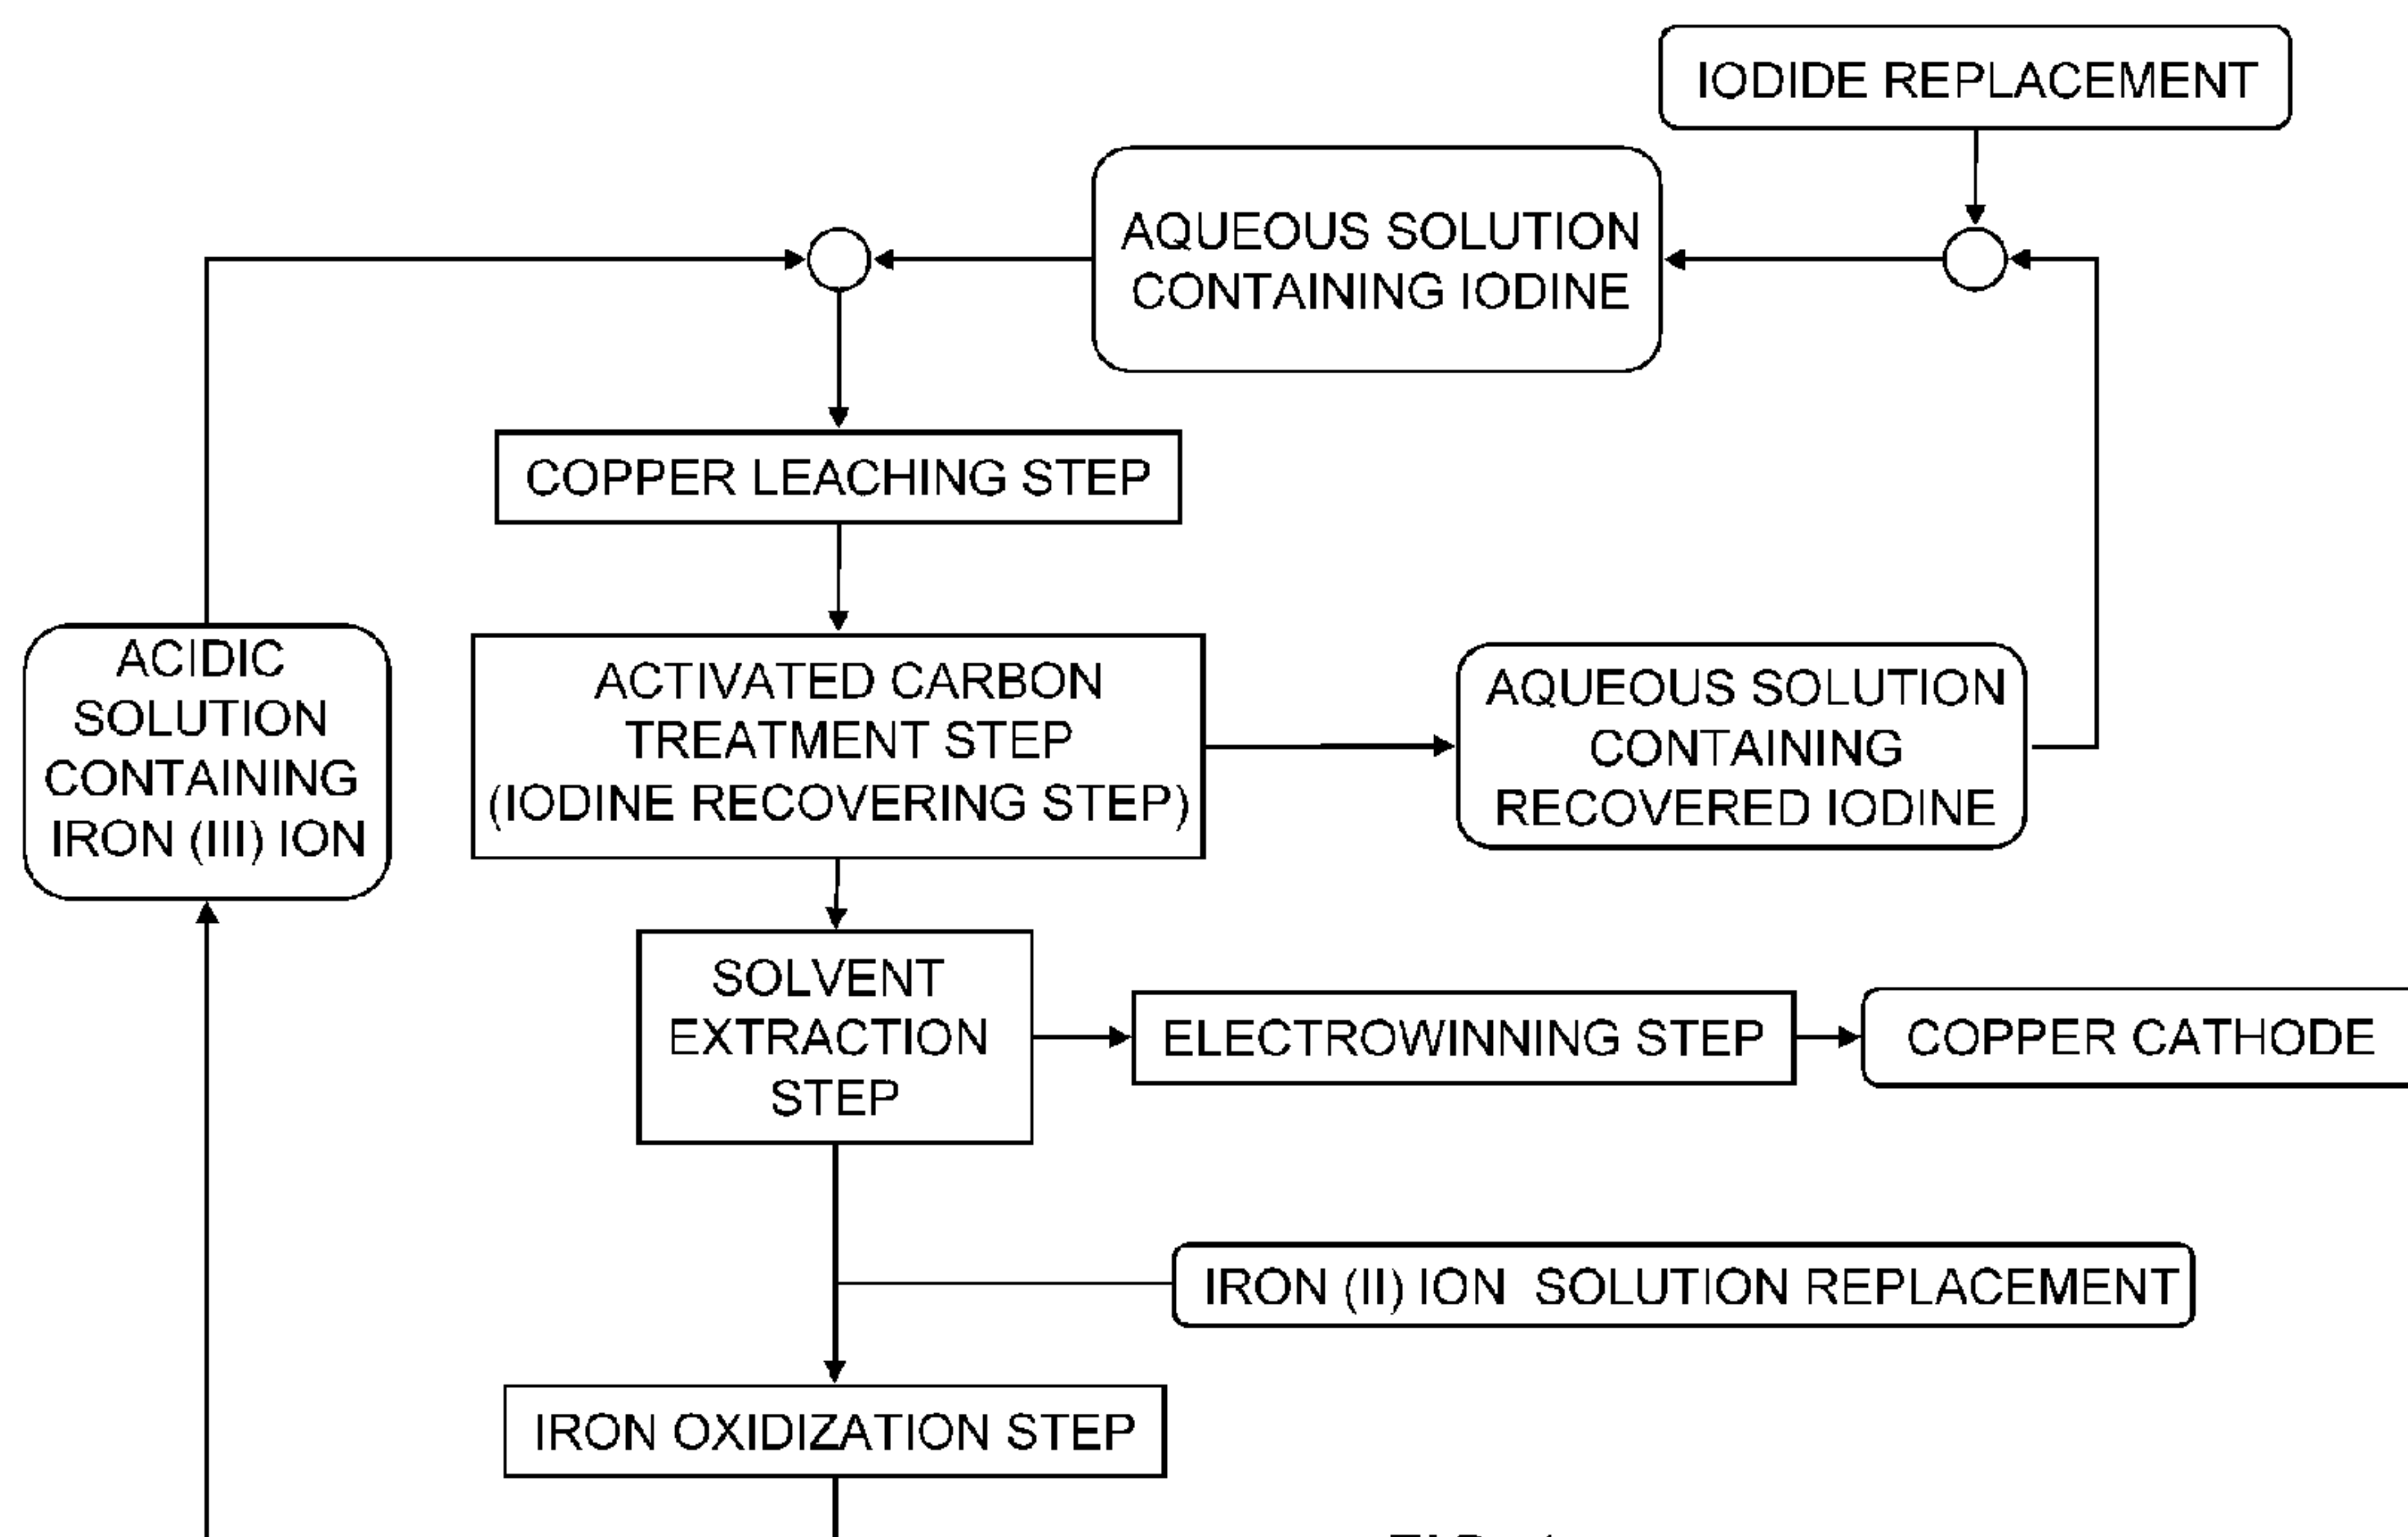 IODIDE REPLACEMENT
AQUEOUS SOLUTION
CONTAINING IODINE
COPPER LEACHING STEP
ACIDIC
SOLUTION
CONTAINING
IRON (III) ION
ACTIVATED CARBON
TREATMENT STEP
(IODINE RECOVERING STEP)
AQUEOUS SOLUTION
CONTAINING
RECOVERED IODINE
SOLVENT
EXTRACTION
STEP
ELECTROWINNING STEP
COPPER CATHODE
IRON (II) ION SOLUTION REPLACEMENT
IRON OXIDIZATION STEP